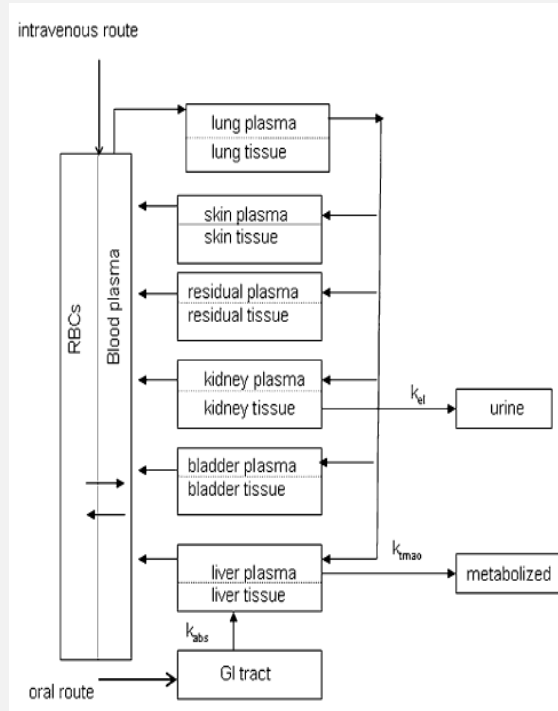 intravenous route
lung plasma
lung tissue
skin plasma
skin tissue
RBCs
Blood plasma
residual plasma
residual tissue
kidney plasma
kidney tissue
kel
urine
bladder plasma
bladder tissue
ktmao
liver plasma
liver tissue
metabolized
kabs
GI tract
oral route